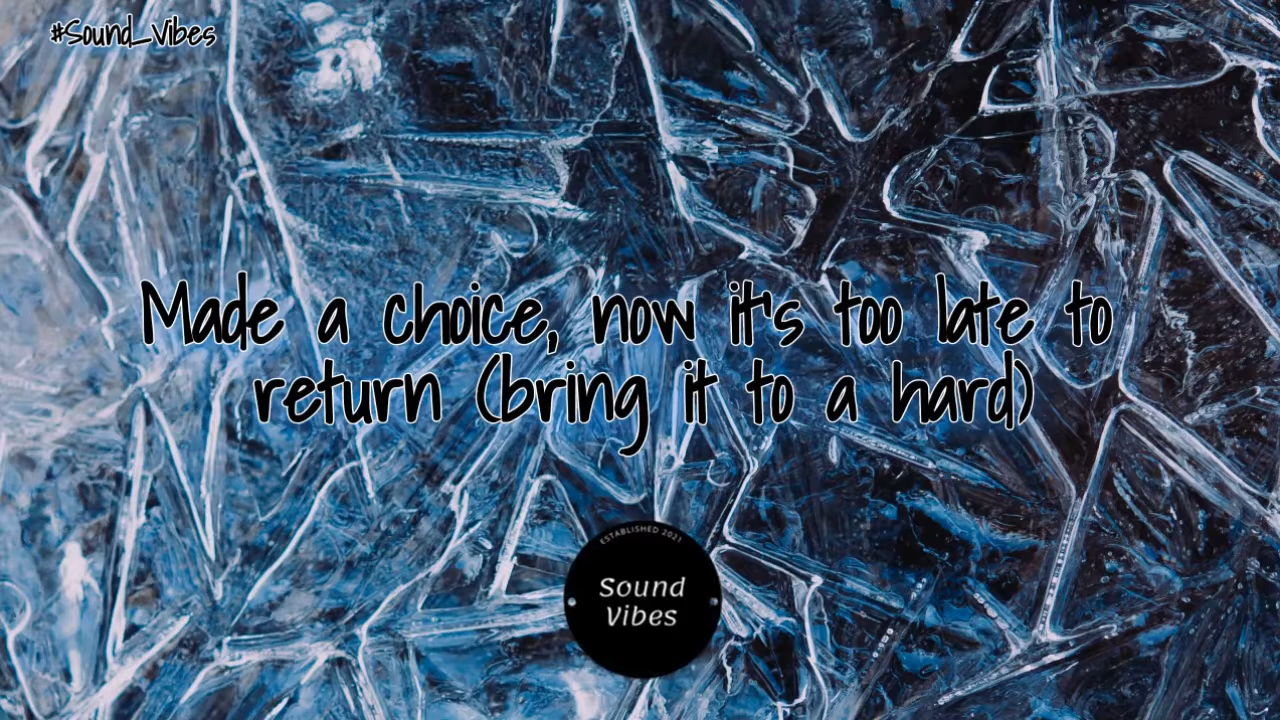 #Sound_Vibes
Made a choice, now it's too late to
return (bring it to a hard)
ESTABLISHED 2021
Sound
Vibes